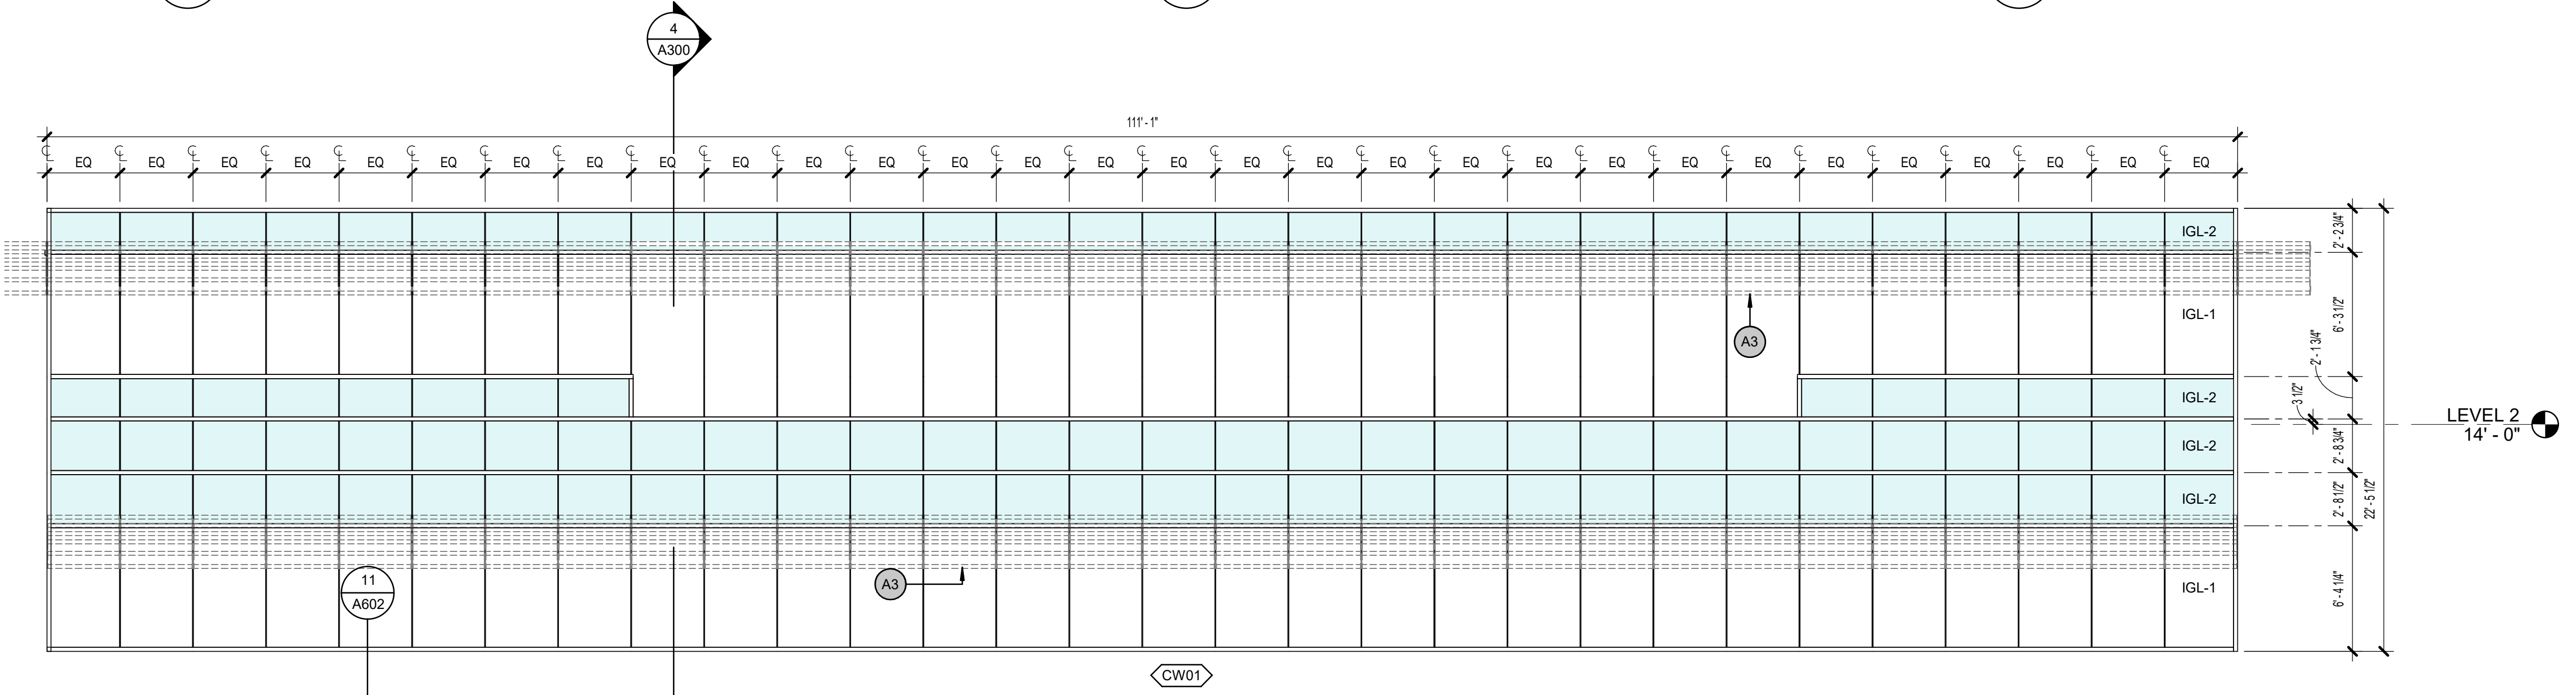 4
A300
111' - 1"
EQ EQ EQ EQ EQ EQ EQ EQ EQ EQ EQ EQ EQ EQ EQ EQ EQ EQ EQ EQ EQ EQ EQ EQ EQ EQ EQ EQ EQ EQ
IGL-2
2' - 2 3/4"
IGL-1
6' - 3 1/2"
A3
2' - 1 3/4"
IGL-2
3 1/2"
LEVEL 2
14' - 0"
IGL-2
2' - 8 3/4"
IGL-2
2' - 8 1/2"
22' - 5 1/2"
A3
11
A602
IGL-1
6' - 4 1/4"
CW01